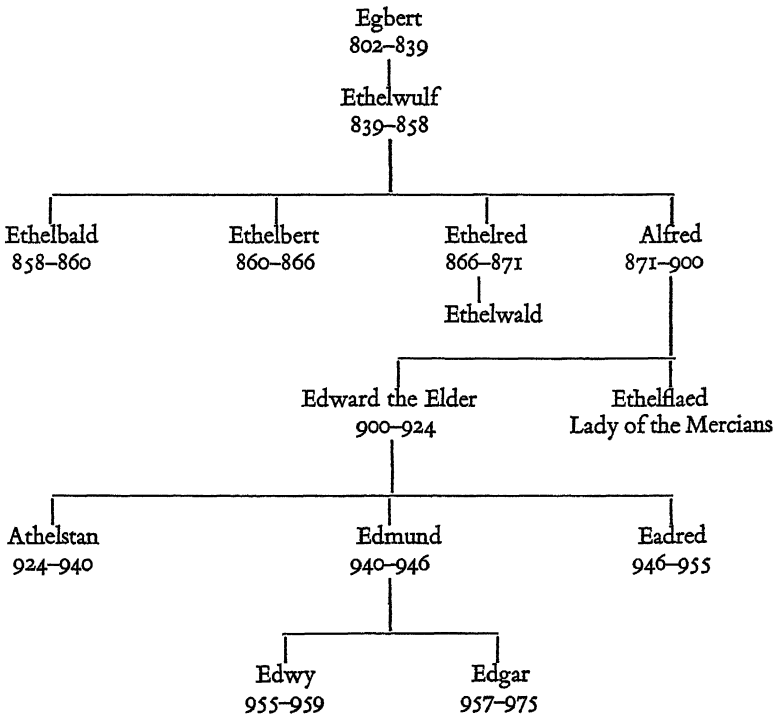 Egbert
802–839
Ethelwulf
839–858
Ethelbald
858–860
Ethelbert
860–866
Ethelred
866–871
Alfred
871–900
Ethelwald
Edward the Elder
900–924
Ethelflaed
Lady of the Mercians
Athelstan
924–940
Edmund
940–946
Eadred
946–955
Edwy
955–959
Edgar
957–975